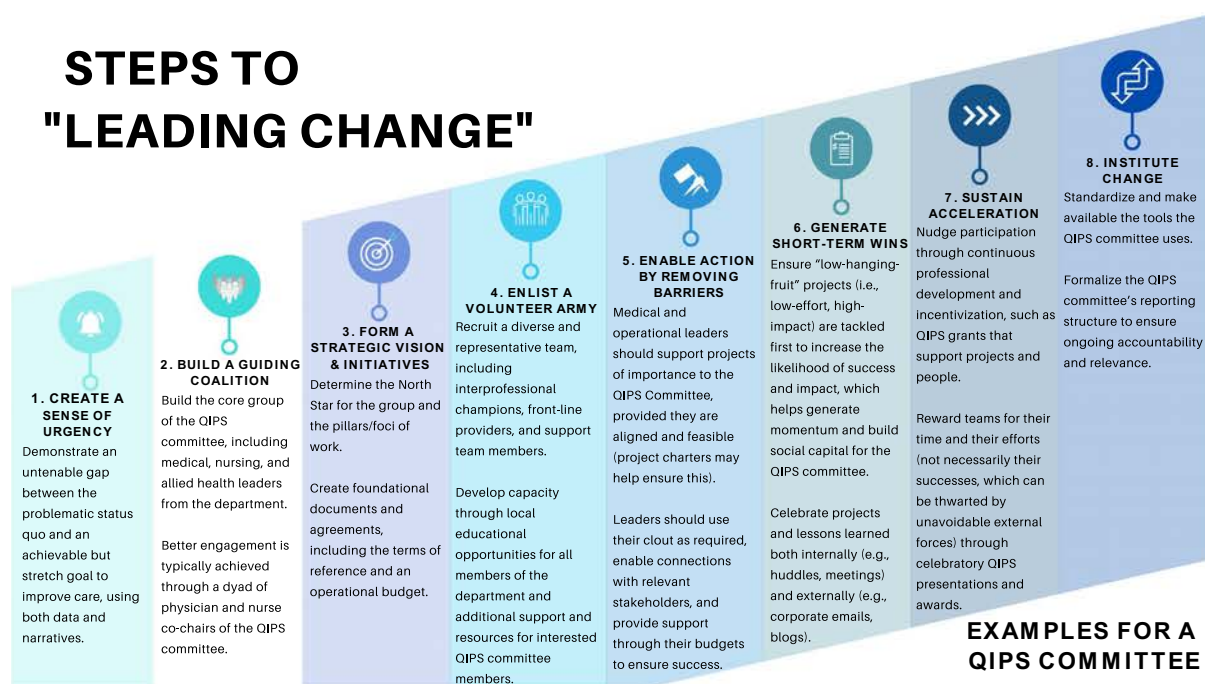 STEPS TO
"LEADING CHANGE"
1. CREATE A
SENSE OF
URGENCY
Demonstrate an
untenable gap
between the
problematic status
quo and an
achievable but
stretch goal to
improve care, using
both data and
narratives.
2. BUILD A GUIDING
COALITION
Build the core group
of the QIPS
committee, including
medical, nursing, and
allied health leaders
from the department.
Better engagement is
typically achieved
through a dyad of
physician and nurse
co-chairs of the QIPS
committee.
3. FORM A
STRATEGIC VISION
& INITIATIVES
Determine the North
Star for the group and
the pillars/foci of
work.
Create foundational
documents and
agreements,
including the terms of
reference and an
operational budget.
4. ENLIST A
VOLUNTEER ARMY
Recruit a diverse and
representative team,
including
interprofessional
champions, front-line
providers, and support
team members.
Develop capacity
through local
educational
opportunities for all
members of the
department and
additional support and
resources for interested
QIPS committee
members.
5. ENABLE ACTION
BY REMOVING
BARRIERS
Medical and
operational leaders
should support projects
of importance to the
QIPS Committee,
provided they are
aligned and feasible
(project charters may
help ensure this).
Leaders should use
their clout as required,
enable connections
with relevant
stakeholders, and
provide support
through their budgets
to ensure success.
6. GENERATE
SHORT-TERM WINS
Ensure “low-hanging-
fruit” projects (i.e.,
low-effort, high-
impact) are tackled
first to increase the
likelihood of success
and impact, which
helps generate
momentum and build
social capital for the
QIPS committee.
Celebrate projects
and lessons learned
both internally (e.g.,
huddles, meetings)
and externally (e.g.,
corporate emails,
blogs).
7. SUSTAIN
ACCELERATION
Nudge participation
through continuous
professional
development and
incentivization, such as
QIPS grants that
support projects and
people.
Reward teams for their
time and their efforts
(not necessarily their
successes, which can
be thwarted by
unavoidable external
forces) through
celebratory QIPS
presentations and
awards.
8. INSTITUTE
CHANGE
Standardize and make
available the tools the
QIPS committee uses.
Formalize the QIPS
committee’s reporting
structure to ensure
ongoing accountability
and relevance.
EXAMPLES FOR A
QIPS COMMITTEE